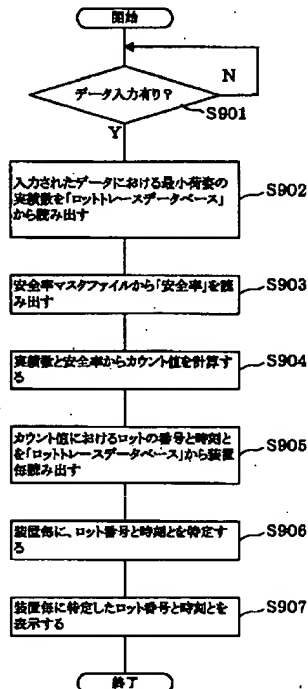 開始
データ入力有り?
N
S901
Y
入力されたデータにおける最小荷姿の
実績数を「ロットトレースデータベース」
から読み出す
S902
安全率マスタファイルから「安全率」を読
み出す
S903
実績数と安全率からカウント値を計算す
る
S904
カウント値におけるロットの番号と時刻と
を「ロットトレースデータベース」から装置
毎読み出す
S905
装置毎に、ロット番号と時刻とを特定す
る
S906
装置毎に特定したロット番号と時刻とを
表示する
S907
終了